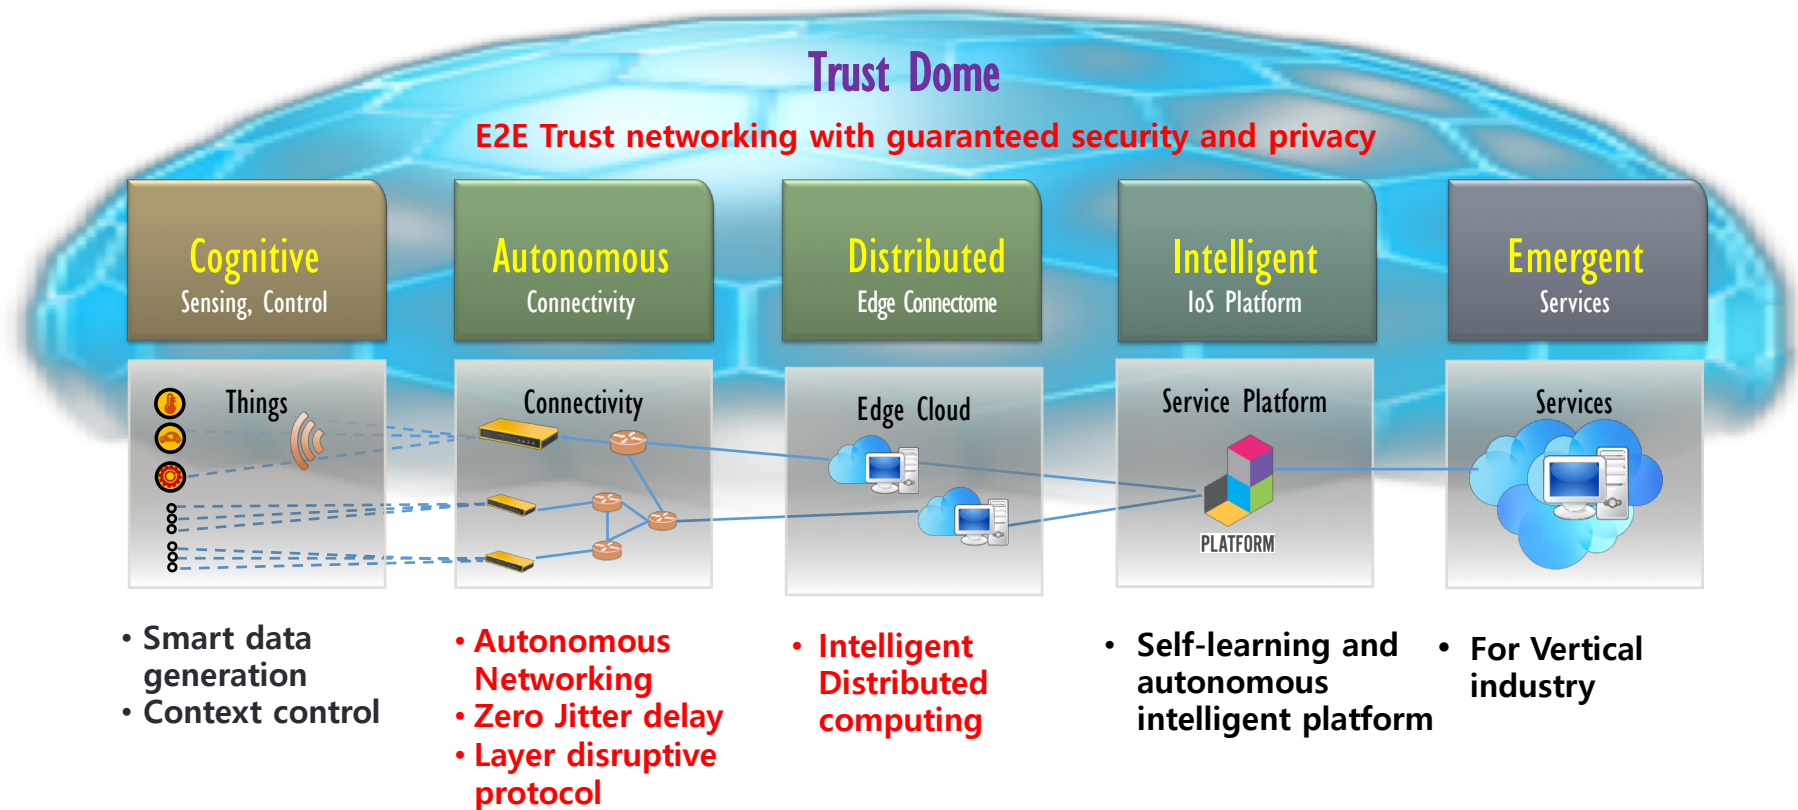 Trust Dome
E2E Trust networking with guaranteed security and privacy
Cognitive
Sensing, Control
Autonomous
Connectivity
Distributed
Edge Connectome
Intelligent
IoS Platform
Emergent
Services
Things
Connectivity
Edge Cloud
Service Platform
PLATFORM
Services
• Smart data
generation
• Context control
• Autonomous
Networking
• Zero Jitter delay
• Layer disruptive
protocol
• Intelligent
Distributed
computing
• Self-learning and
autonomous
intelligent platform
• For Vertical
industry